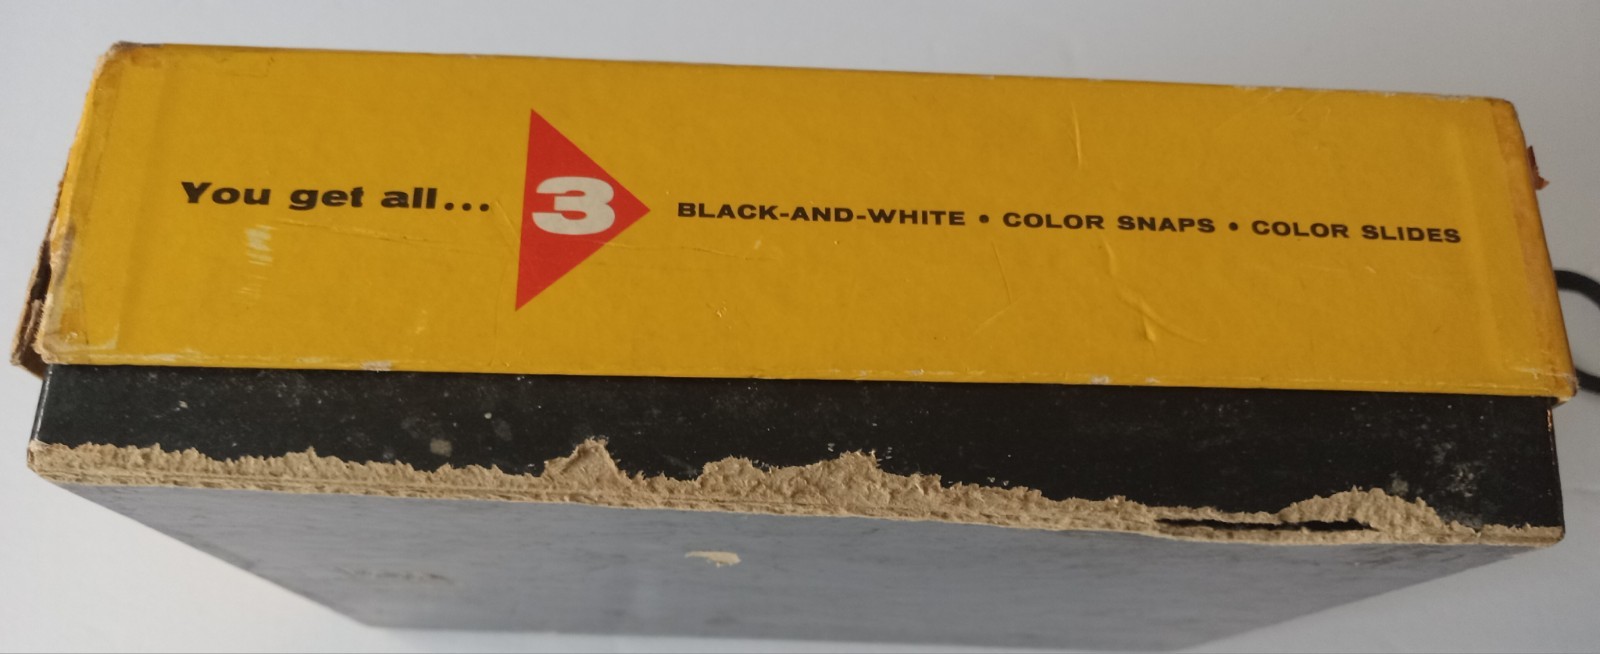 You get all... 3 BLACK-AND-WHITE • COLOR SNAPS • COLOR SLIDES